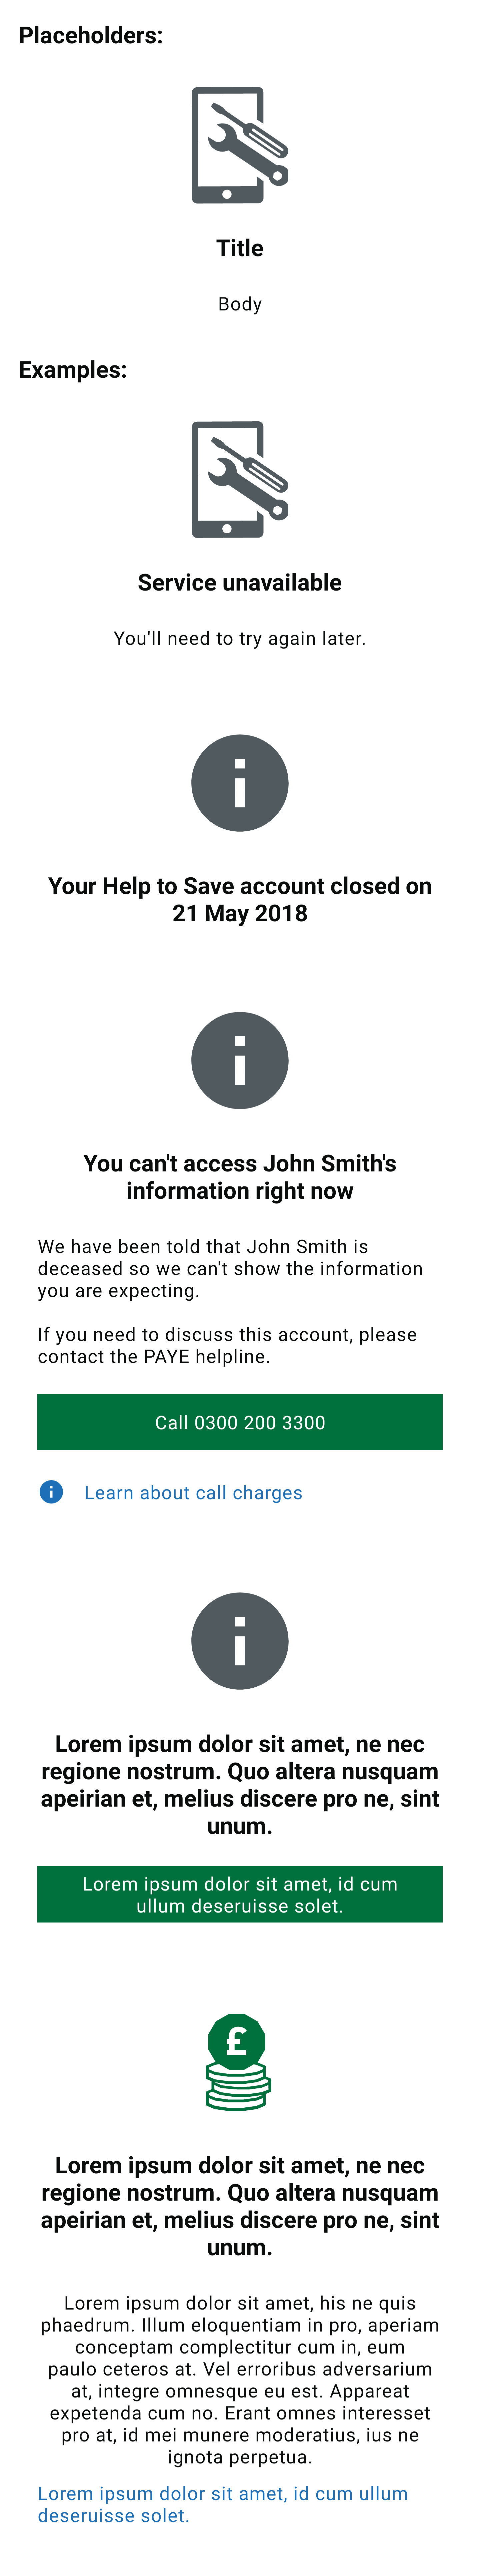 Placeholders:
Title
Body
Examples:
Service unavailable
You'll need to try again later.
Your Help to Save account closed on
21 May 2018
You can't access John Smith's
information right now
We have been told that John Smith is
deceased so we can't show the information
you are expecting.
If you need to discuss this account, please
contact the PAYE helpline.
Call 0300 200 3300
Learn about call charges
Lorem ipsum dolor sit amet, ne nec
regione nostrum. Quo altera nusquam
apeirian et, melius discere pro ne, sint
unum.
Lorem ipsum dolor sit amet, id cum
ullum deseruisse solet.
£
Lorem ipsum dolor sit amet, ne nec
regione nostrum. Quo altera nusquam
apeirian et, melius discere pro ne, sint
unum.
Lorem ipsum dolor sit amet, his ne quis
phaedrum. Illum eloquentiam in pro, aperiam
conceptam complectitur cum in, eum
paulo ceteros at. Vel erroribus adversarium
at, integre omnesque eu est. Appareat
expetenda cum no. Erant omnes interesset
pro at, id mei munere moderatius, ius ne
ignota perpetua.
Lorem ipsum dolor sit amet, id cum ullum
deseruisse solet.